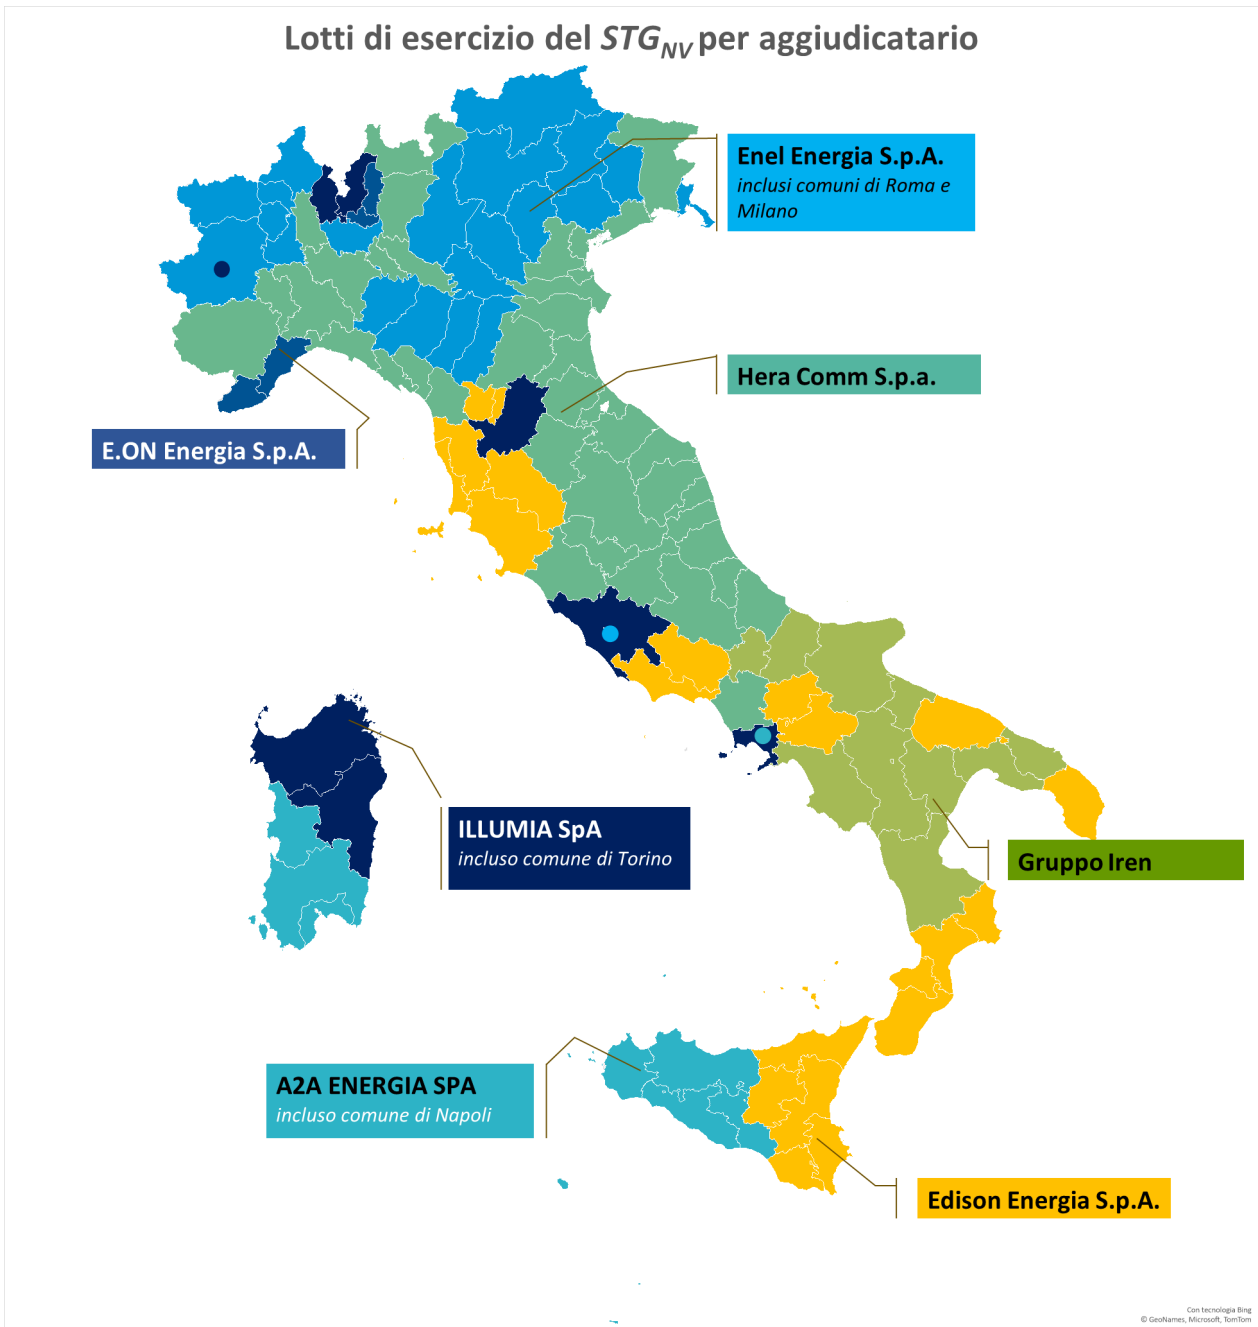 Lotti di esercizio del STG_NV per aggiudicatario
Enel Energia S.p.A.
inclusi comuni di Roma e
Milano
Hera Comm S.p.a.
E.ON Energia S.p.A.
ILLUMIA SpA
incluso comune di Torino
Gruppo Iren
A2A ENERGIA SPA
incluso comune di Napoli
Edison Energia S.p.A.
Con tecnologia Bing
© GeoNames, Microsoft, TomTom